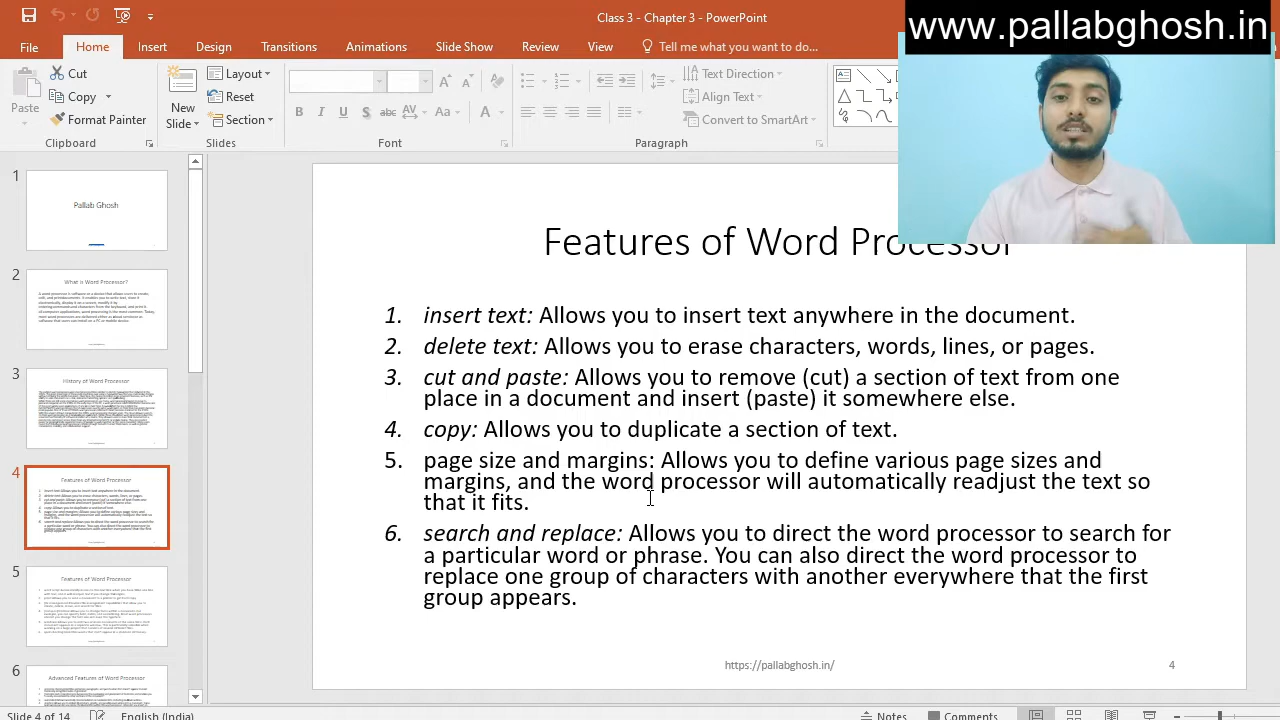 Class 3 - Chapter 3 - PowerPoint
www.pallabghosh.in
File Home Insert Design Transitions Animations Slide Show Review View Tell me what you want to do...
Paste
Cut
Copy
Format Painter
Clipboard
New
Slide
Layout
Reset
Section
Slides
B I U S abc AV Aa A
Font
Text Direction
Align Text
Convert to SmartArt
Paragraph
1
Pallab Ghosh
2
What is Word Processor?
3
History of Word Processor
4
Features of Word Processor
5
Features of Word Processor
6
Advanced Features of Word Processor
Features of Word Processor
1. insert text: Allows you to insert text anywhere in the document.
2. delete text: Allows you to erase characters, words, lines, or pages.
3. cut and paste: Allows you to remove (cut) a section of text from one
place in a document and insert (paste) it somewhere else.
4. copy: Allows you to duplicate a section of text.
5. page size and margins: Allows you to define various page sizes and
margins, and the word processor will automatically readjust the text so
that it fits.
6. search and replace: Allows you to direct the word processor to search for
a particular word or phrase. You can also direct the word processor to
replace one group of characters with another everywhere that the first
group appears.
https://pallabghosh.in/
4
Slide 4 of 14 English (India) Notes Comments